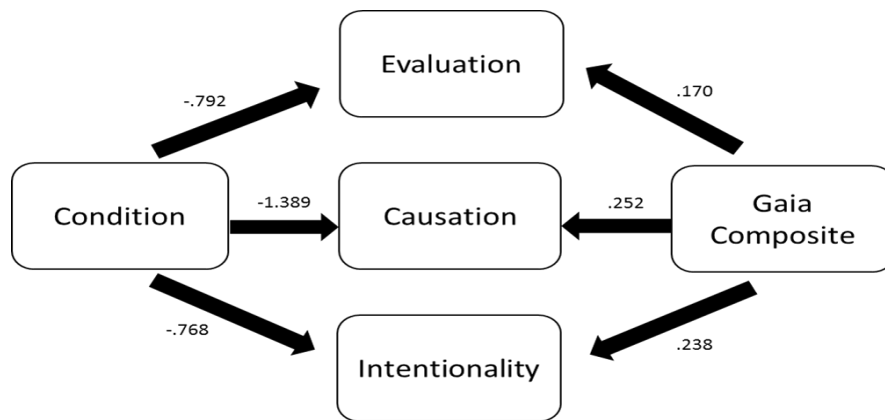 Evaluation
-.792
.170
Condition
-1.389
Causation
.252
Gaia
Composite
-.768
.238
Intentionality